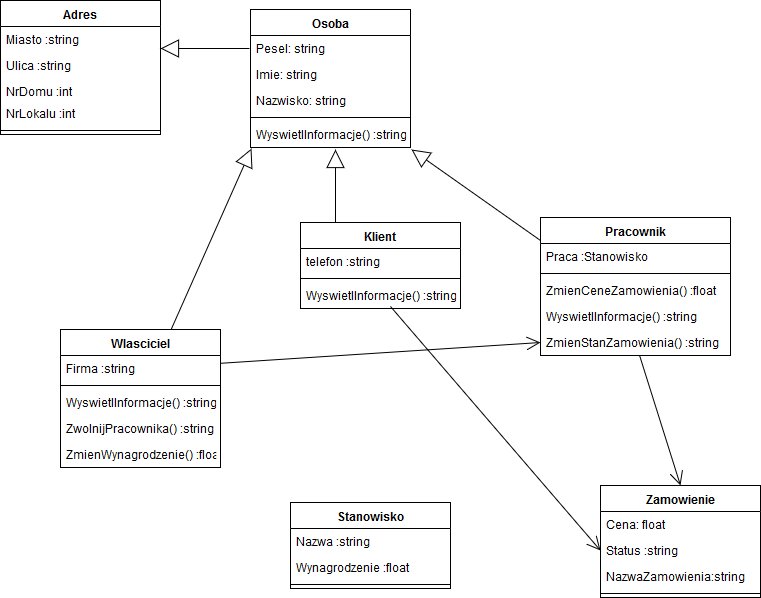 Adres
Miasto :string
Ulica :string
NrDomu :int
NrLokalu :int
Osoba
Pesel: string
Imie: string
Nazwisko: string
WyswietlInformacje() :string
Klient
telefon :string
WyswietlInformacje() :string
Pracownik
Praca :Stanowisko
ZmienCeneZamowienia() :float
WyswietlInformacje() :string
ZmienStanZamowienia() :string
Wlasciciel
Firma :string
WyswietlInformacje() :string
ZwolnijPracownika() :string
ZmienWynagrodzenie() :floa
Stanowisko
Nazwa :string
Wynagrodzenie :float
Zamowienie
Cena: float
Status :string
NazwaZamowienia:string